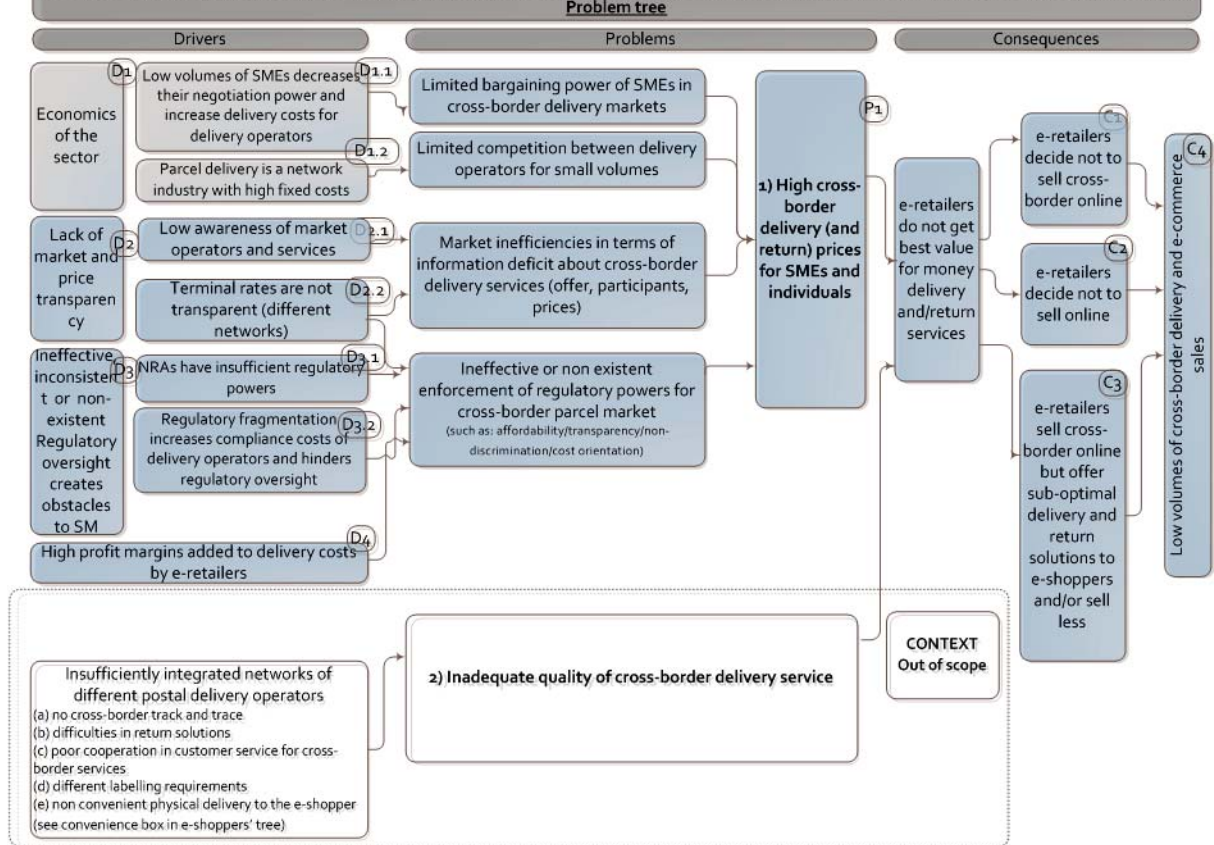 Problem tree
Drivers
Problems
Consequences
D1
Economics
of the
sector
D1.1
Low volumes of SMEs decreases
their negotiation power and
increase delivery costs for
delivery operators
D1.2
Parcel delivery is a network
industry with high fixed costs
Lack of
market and
price
transparen
cy
D2
Low awareness of market
operators and services
D2.1
Terminal rates are not
transparent (different
networks)
D2.2
Ineffective,
inconsisten
t or non-
existent
Regulatory
oversight
creates
obstacles
to SM
D3
NRAs have insufficient regulatory
powers
D3.1
Regulatory fragmentation
increases compliance costs of
delivery operators and hinders
regulatory oversight
D3.2
High profit margins added to delivery costs
by e-retailers
D4
Limited bargaining power of SMEs in
cross-border delivery markets
Limited competition between delivery
operators for small volumes
Market inefficiencies in terms of
information deficit about cross-border
delivery services (offer, participants,
prices)
Ineffective or non existent
enforcement of regulatory powers for
cross-border parcel market
(such as: affordability/transparency/non-
discrimination/cost orientation)
P1
1) High cross-
border
delivery (and
return) prices
for SMEs and
individuals
e-retailers
do not get
best value
for money
delivery
and/return
services
C1
e-retailers
decide not to
sell cross-
border online
C2
e-retailers
decide not to
sell online
C3
e-retailers
sell cross-
border online
but offer
sub-optimal
delivery and
return
solutions to
e-shoppers
and/or sell
less
C4
Low volumes of cross-border delivery and e-commerce
sales
Insufficiently integrated networks of
different postal delivery operators
(a) no cross-border track and trace
(b) difficulties in return solutions
(c) poor cooperation in customer service for cross-
border services
(d) different labelling requirements
(e) non convenient physical delivery to the e-shopper
(see convenience box in e-shoppers' tree)
2) Inadequate quality of cross-border delivery service
CONTEXT
Out of scope